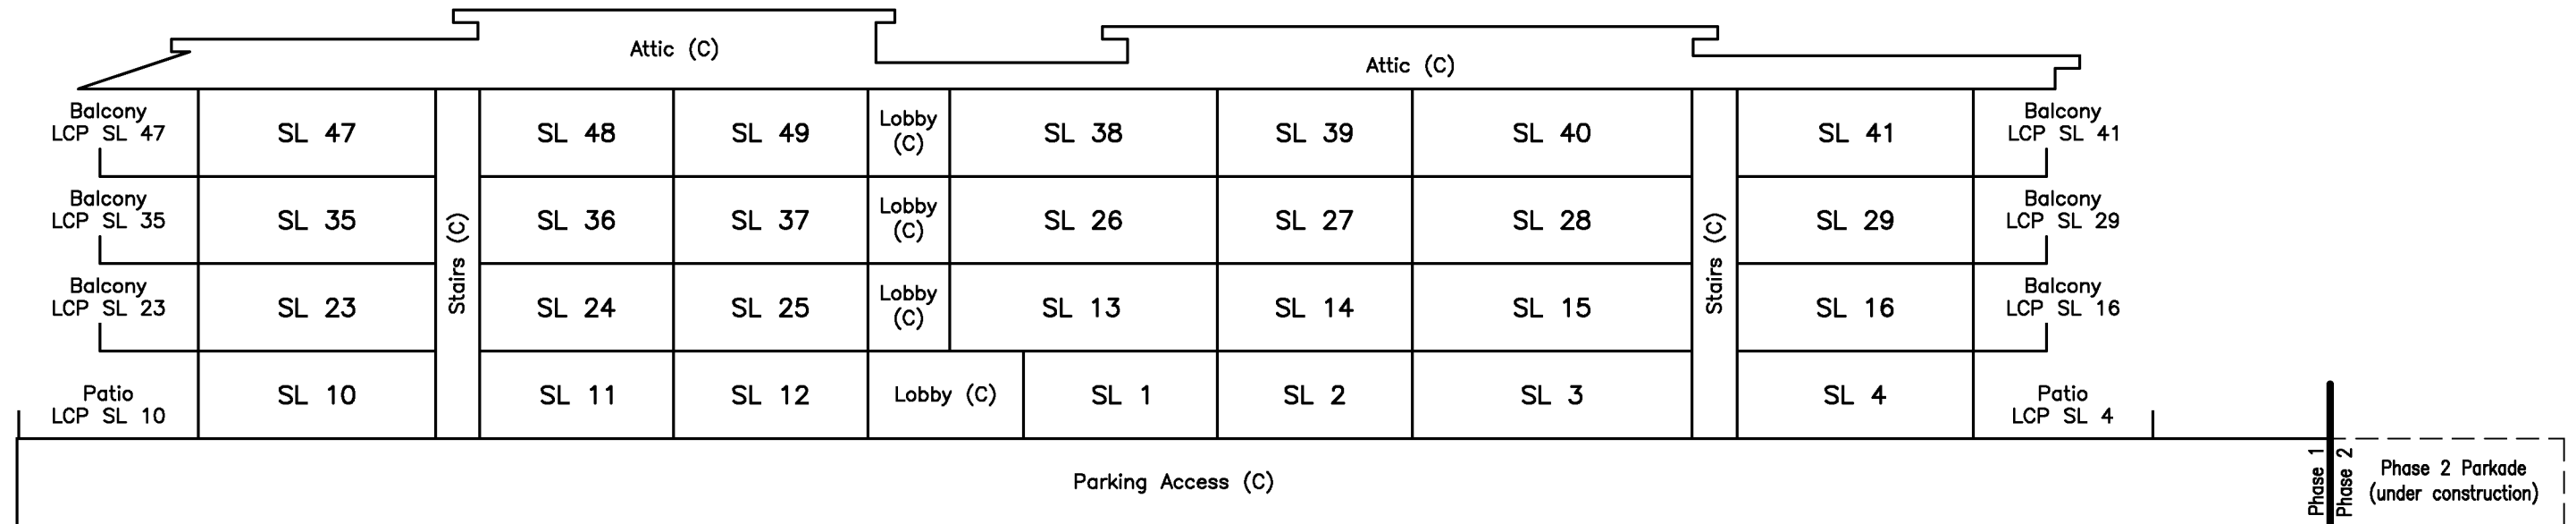 Attic (C)
Attic (C)
Balcony
LCP SL 47
SL 47
SL 48
SL 49
Lobby
(C)
SL 38
SL 39
SL 40
SL 41
Balcony
LCP SL 41
Balcony
LCP SL 35
SL 35
Stairs (C)
SL 36
SL 37
Lobby
(C)
SL 26
SL 27
SL 28
Stairs (C)
SL 29
Balcony
LCP SL 29
Balcony
LCP SL 23
SL 23
SL 24
SL 25
Lobby
(C)
SL 13
SL 14
SL 15
SL 16
Balcony
LCP SL 16
Patio
LCP SL 10
SL 10
SL 11
SL 12
Lobby (C)
SL 1
SL 2
SL 3
SL 4
Patio
LCP SL 4
Parking Access (C)
Phase 1
Phase 2
Phase 2 Parkade
(under construction)